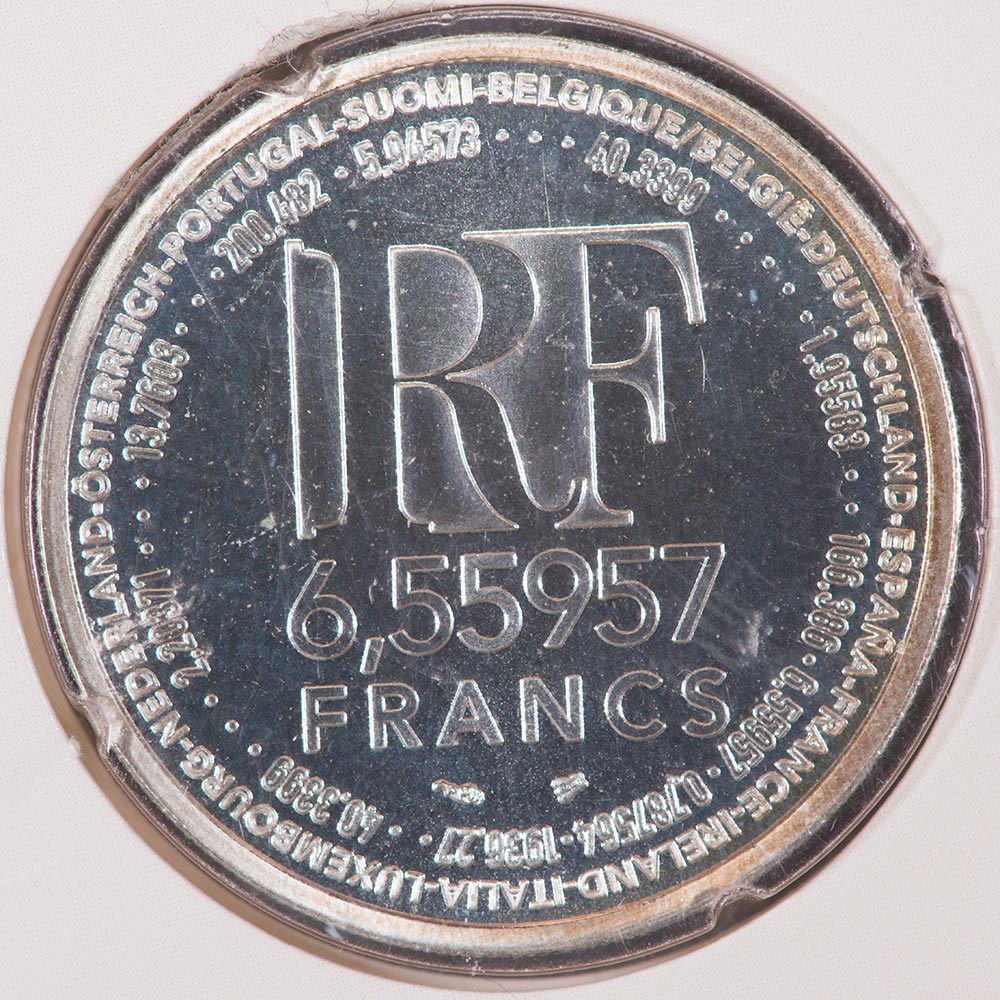 BELGIQUE/BELGIË-DEUTSCHLAND-ESPAÑA-FRANCE-IRELAND-ITALIA-LUXEMBOURG-NEDERLAND-ÖSTERREICH-PORTUGAL-SUOMI-
40.3399 · · · · · · 1.95583 · · · 166,386 · 6.55957 · 0,787564 · 1936,27 · · 40.3399 · · · · · 2,20371 · · · 13.7603 · · · 200.482 · 5,94573 · · · ·
RF
6,55957
FRANCS